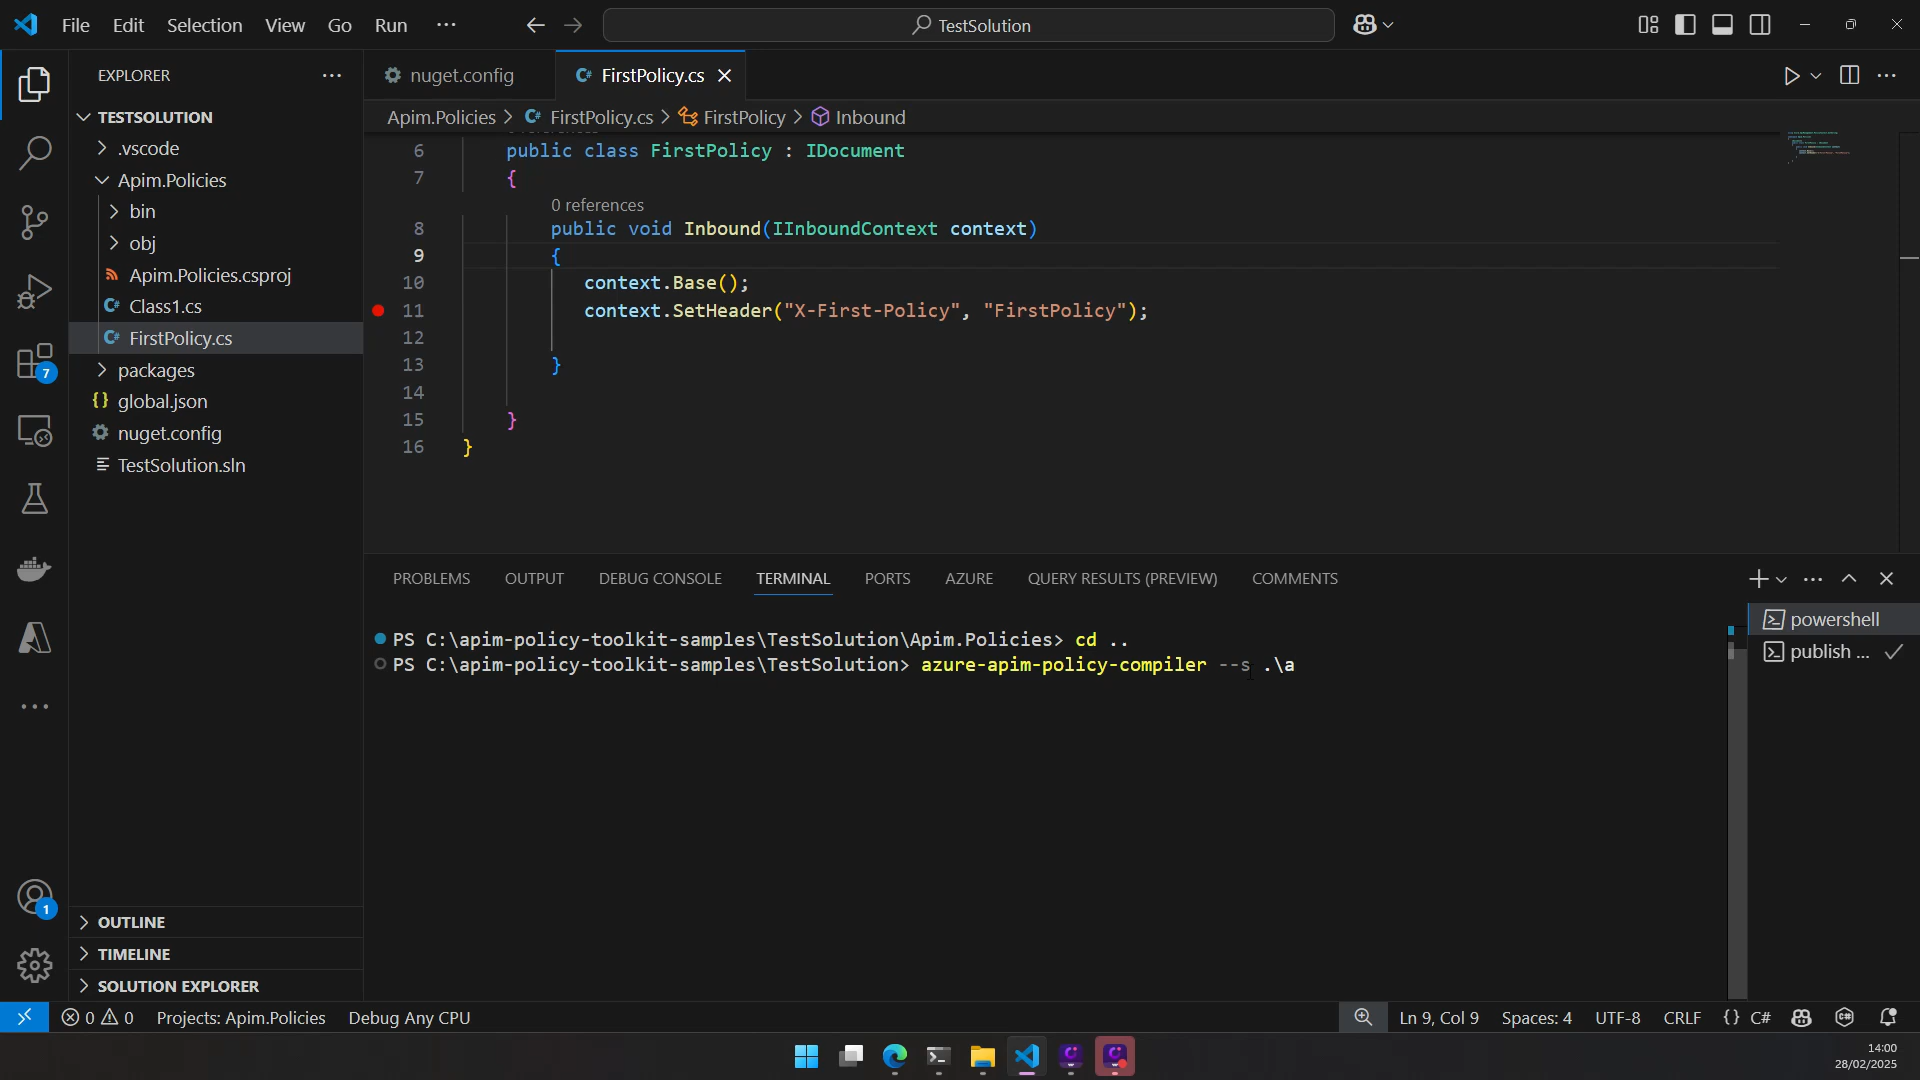 File Edit Selection View Go Run ···
TestSolution
EXPLORER
TESTSOLUTION
.vscode
Apim.Policies
bin
obj
Apim.Policies.csproj
C# Class1.cs
C# FirstPolicy.cs
packages
{} global.json
nuget.config
TestSolution.sln
7
1
OUTLINE
TIMELINE
SOLUTION EXPLORER
nuget.config
C# FirstPolicy.cs
Apim.Policies > C# FirstPolicy.cs > FirstPolicy > Inbound
6 public class FirstPolicy : IDocument
7 {
0 references
8 public void Inbound(IInboundContext context)
9 {
10 context.Base();
11 context.SetHeader("X-First-Policy", "FirstPolicy");
12
13 }
14
15 }
16 }
PROBLEMS OUTPUT DEBUG CONSOLE TERMINAL PORTS AZURE QUERY RESULTS (PREVIEW) COMMENTS
PS C:\apim-policy-toolkit-samples\TestSolution\Apim.Policies> cd ..
PS C:\apim-policy-toolkit-samples\TestSolution> azure-apim-policy-compiler --s .\a
powershell
publish ...
0 0 Projects: Apim.Policies Debug Any CPU
Ln 9, Col 9 Spaces: 4 UTF-8 CRLF {} C#
14:00
28/02/2025